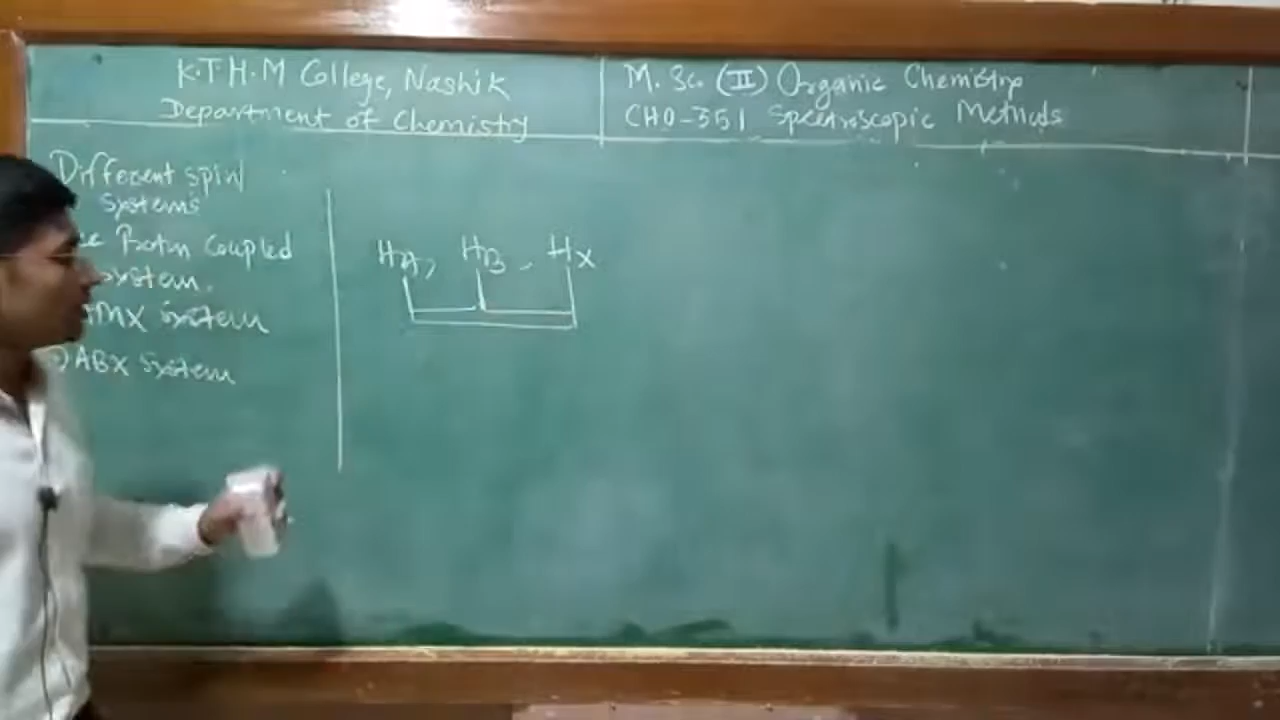 K.T.H.M College, Nashik
Department of Chemistry
M. Sc. (II) Organic Chemistry
CHO-351 Spectroscopic Methods
Different spin
systems
Proton Coupled
system.
MX system
ABX system
HA, HB, HX